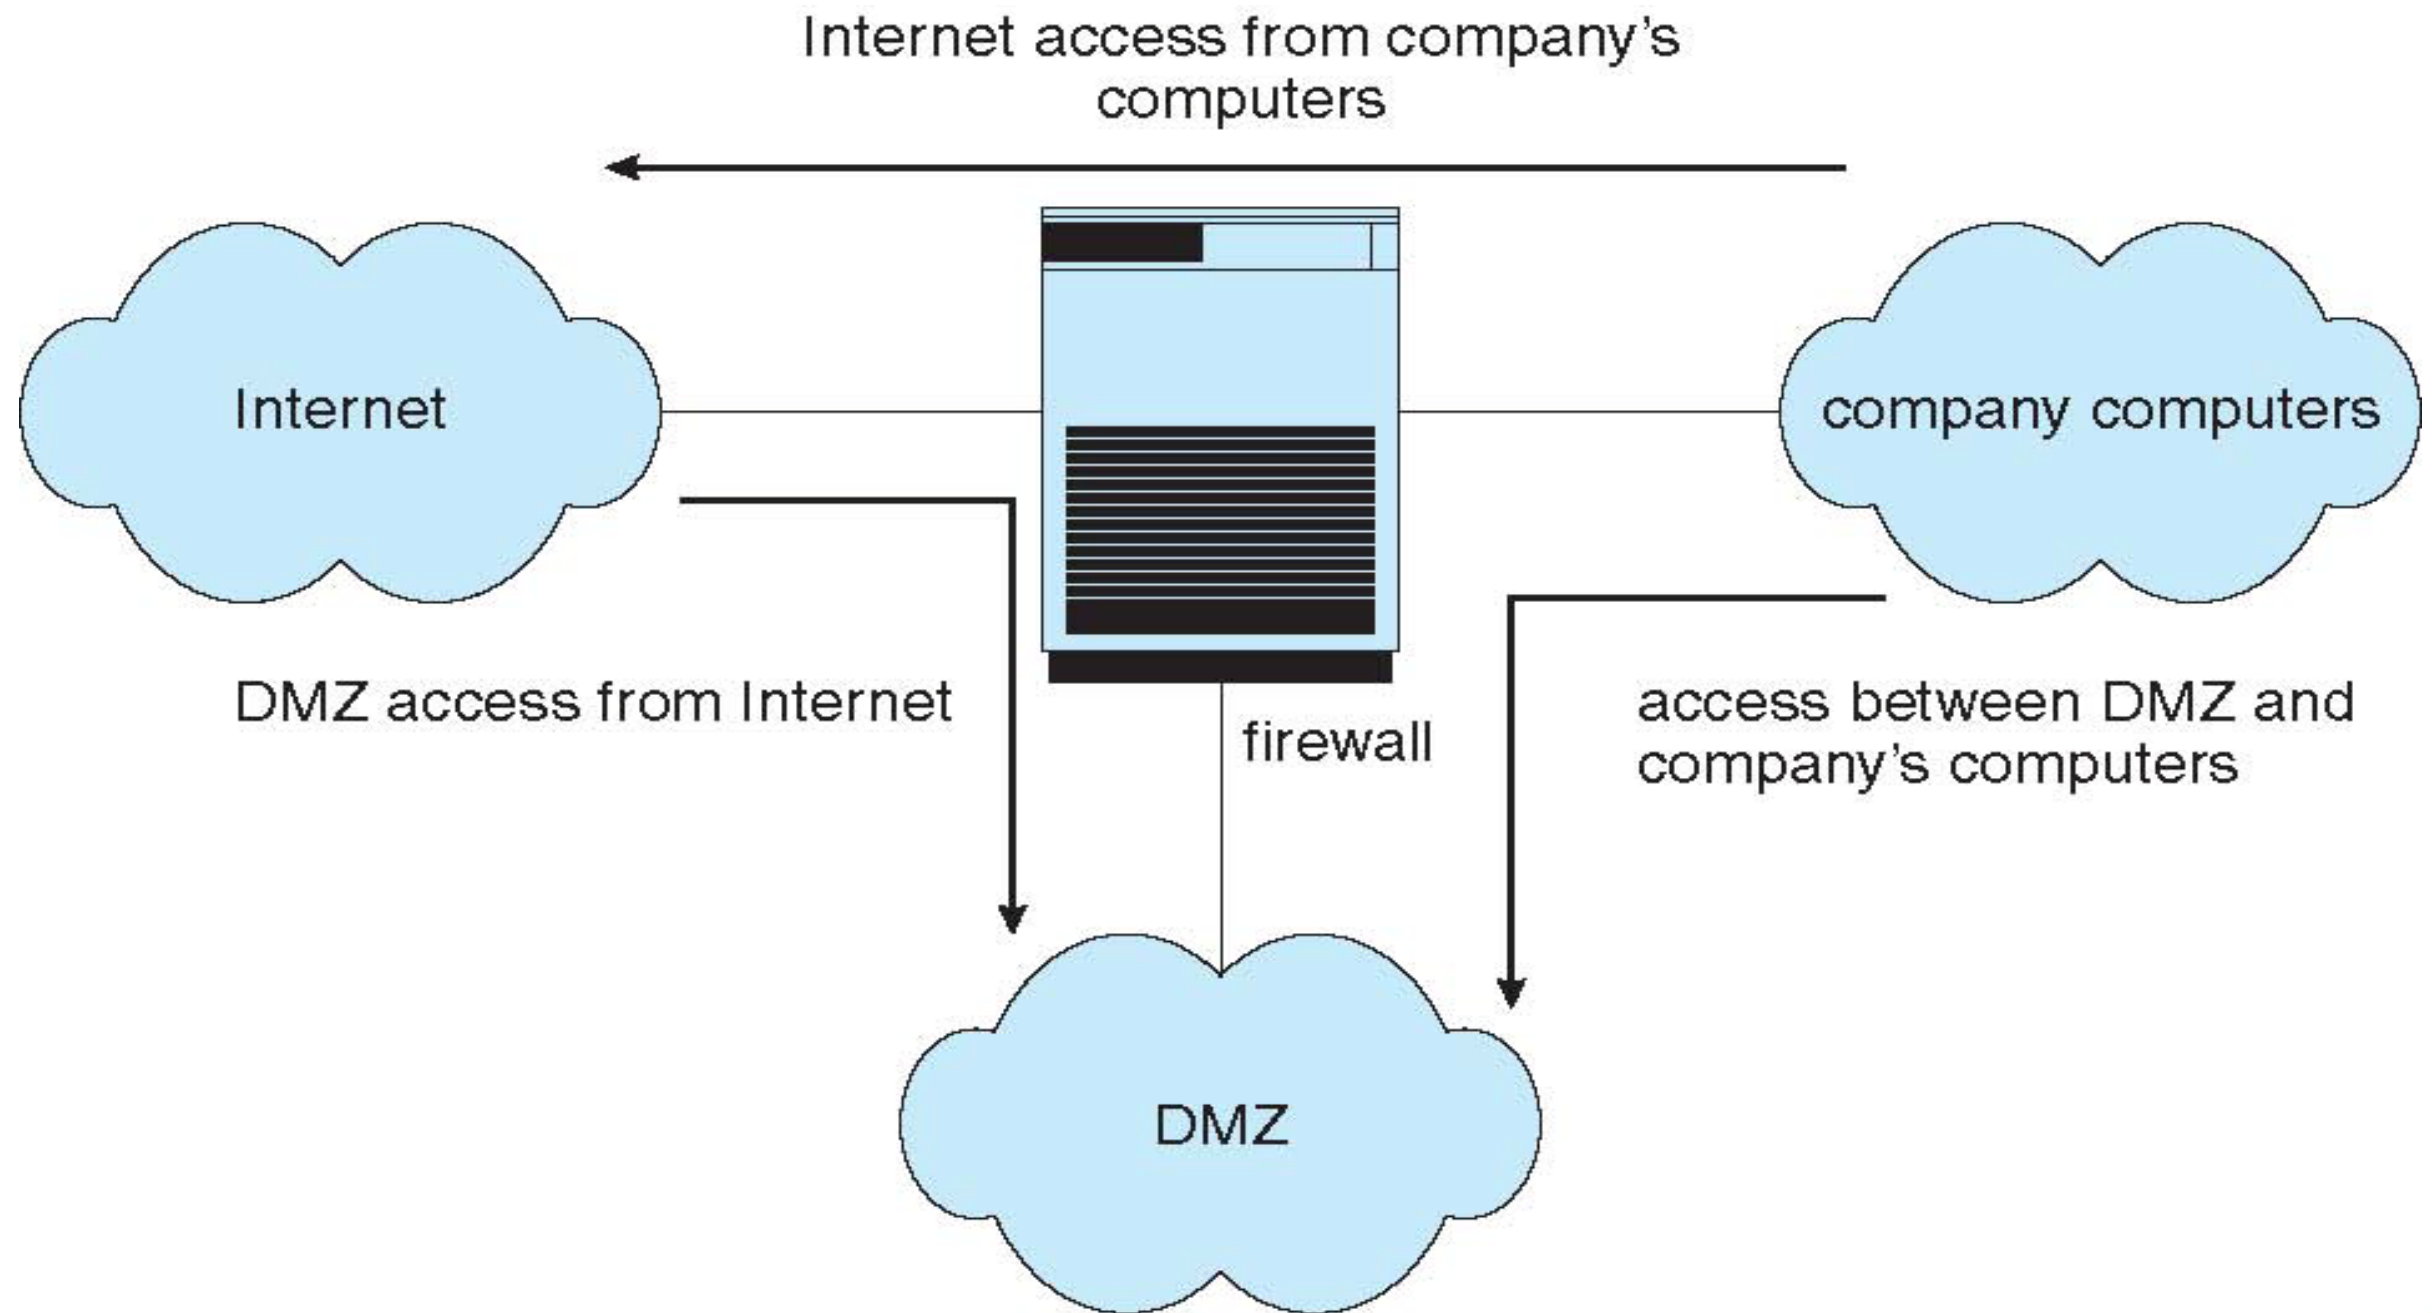 Internet access from company's
computers
Internet
company computers
DMZ access from Internet
firewall
access between DMZ and
company's computers
DMZ